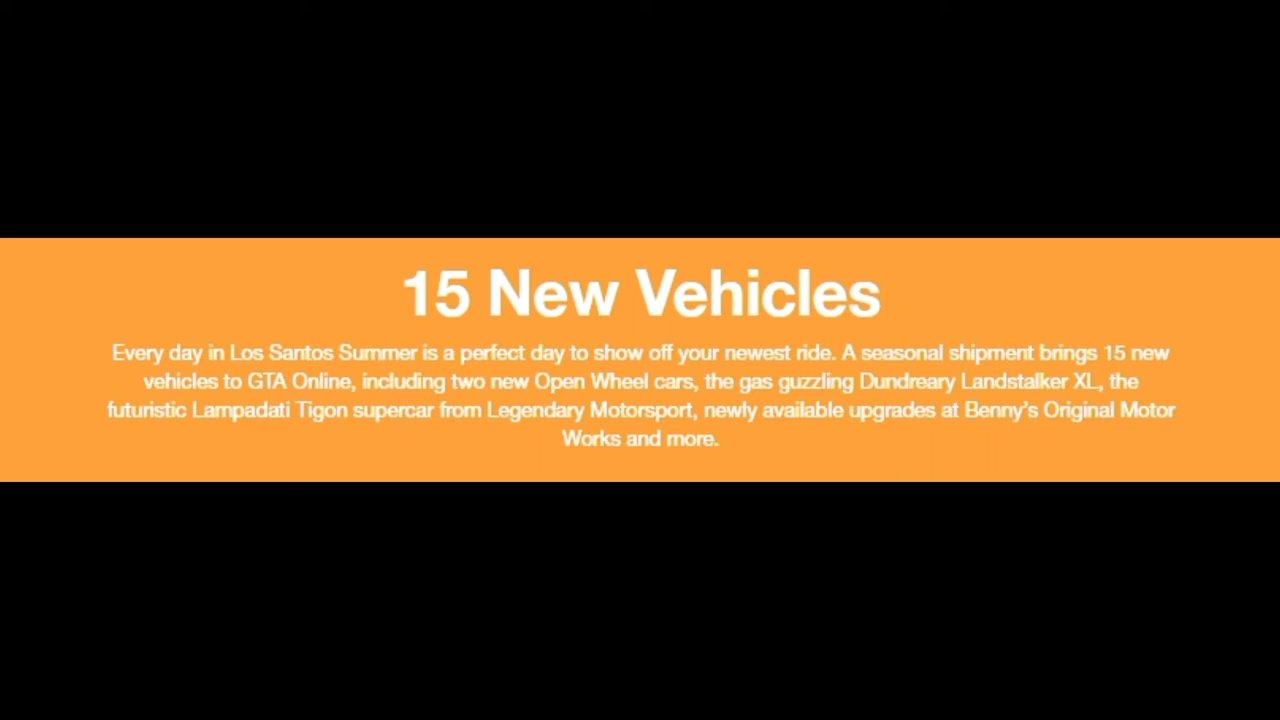 15 New Vehicles
Every day in Los Santos Summer is a perfect day to show off your newest ride. A seasonal shipment brings 15 new
vehicles to GTA Online, including two new Open Wheel cars, the gas guzzling Dundreary Landstalker XL, the
futuristic Lampadati Tigon supercar from Legendary Motorsport, newly available upgrades at Benny's Original Motor
Works and more.